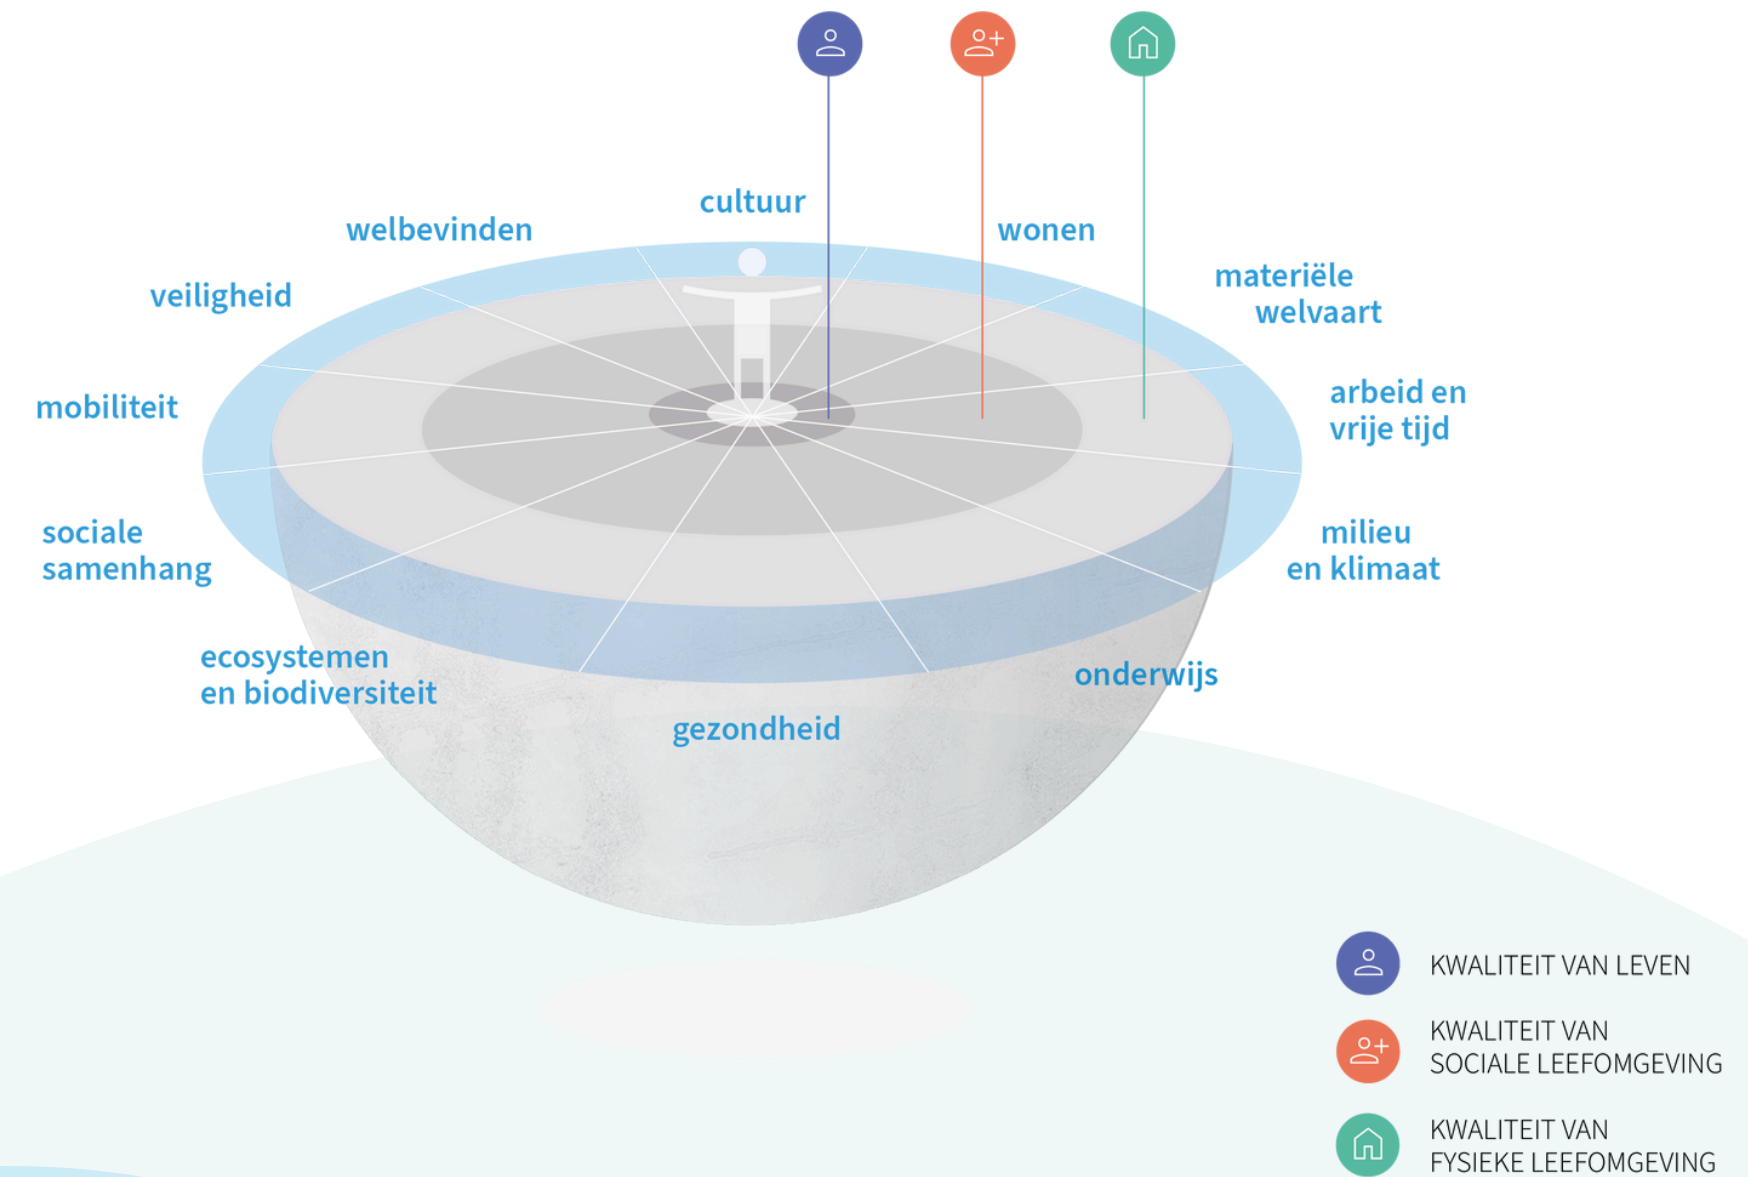 cultuur
welbevinden
wonen
veiligheid
materiële
welvaart
mobiliteit
arbeid en
vrije tijd
sociale
samenhang
milieu
en klimaat
ecosystemen
en biodiversiteit
onderwijs
gezondheid
KWALITEIT VAN LEVEN
KWALITEIT VAN
SOCIALE LEEFOMGEVING
KWALITEIT VAN
FYSIEKE LEEFOMGEVING